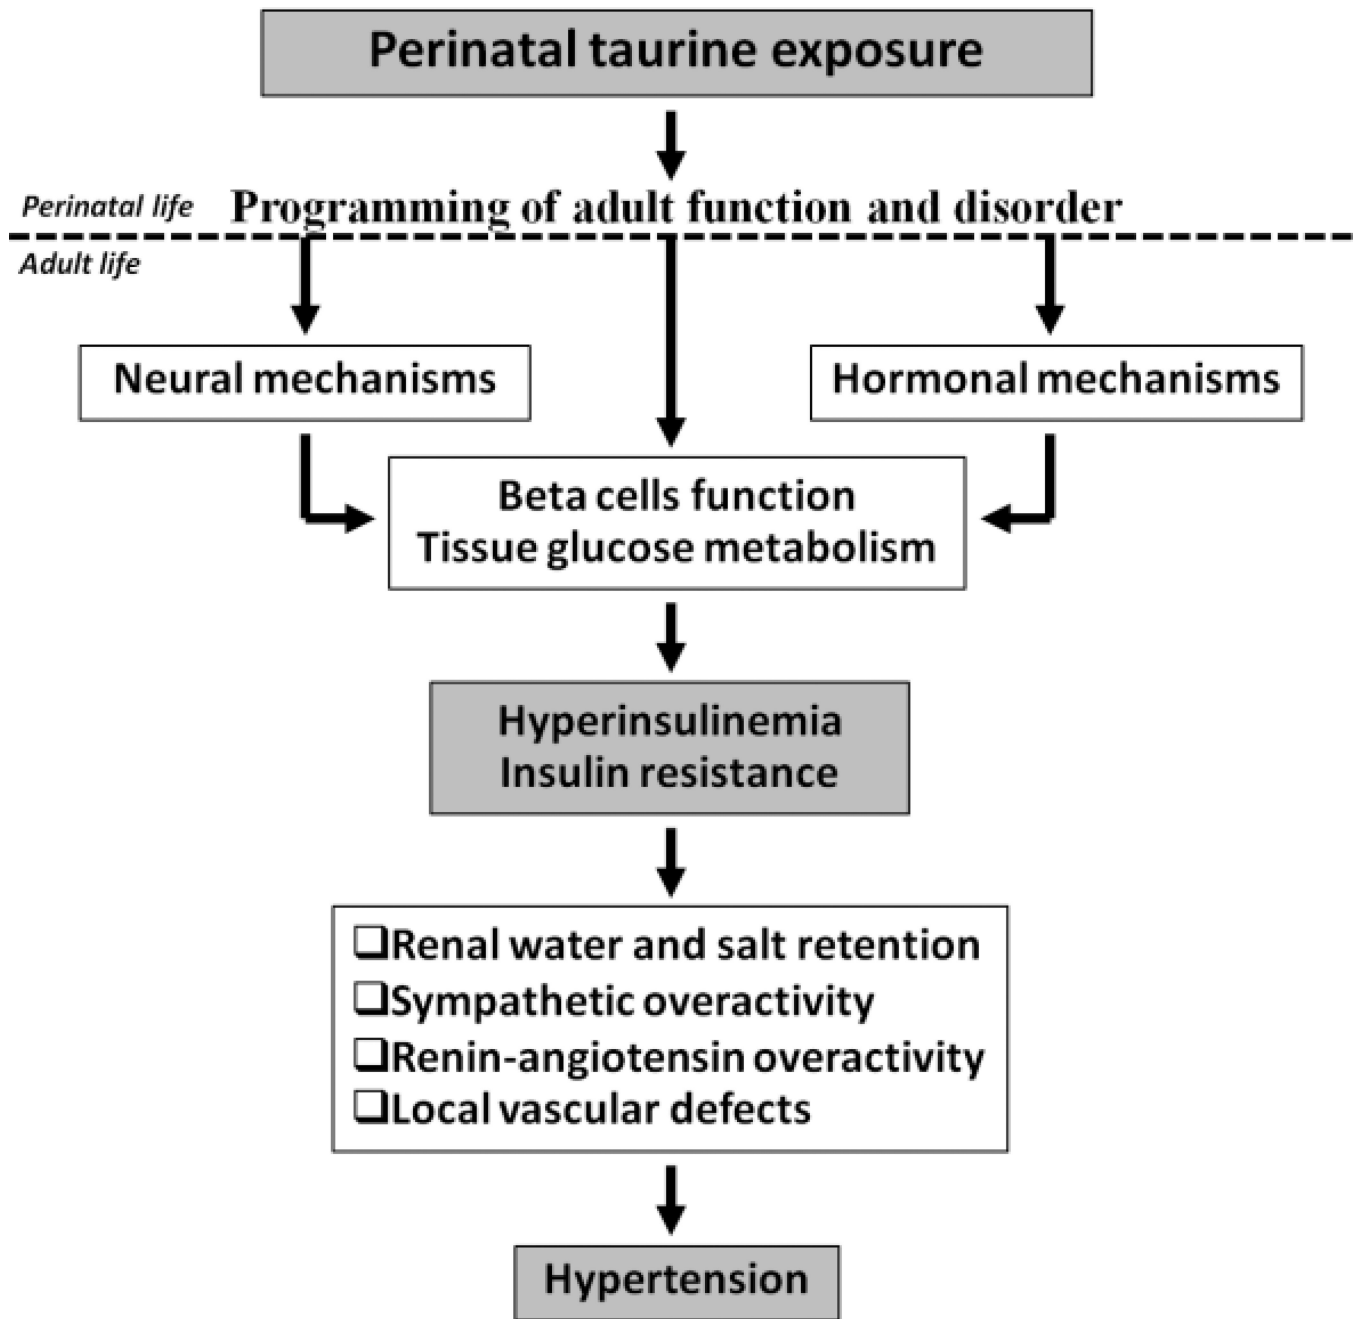 Perinatal taurine exposure
Perinatal life Programming of adult function and disorder
Adult life
Neural mechanisms
Hormonal mechanisms
Beta cells function
Tissue glucose metabolism
Hyperinsulinemia
Insulin resistance
❑Renal water and salt retention
❑Sympathetic overactivity
❑Renin-angiotensin overactivity
❑Local vascular defects
Hypertension